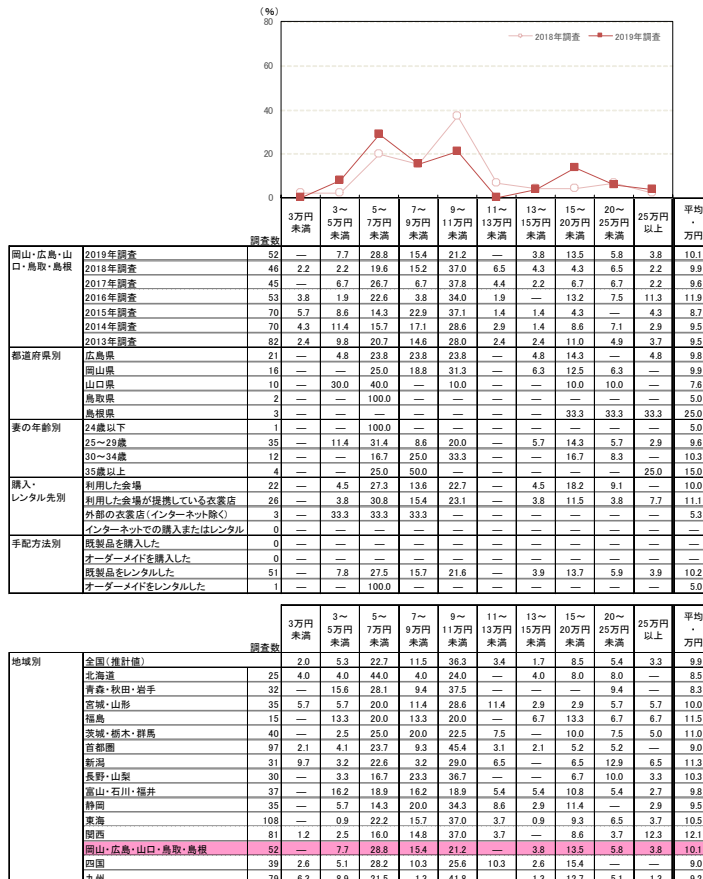 (%)
80
60
40
20
0
2018年調査 2019年調査
調査数 3万円未満 3～5万円未満 5～7万円未満 7～9万円未満 9～11万円未満 11～13万円未満 13～15万円未満 15～20万円未満 20～25万円未満 25万円以上 平均・万円
岡山・広島・山口・鳥取・島根 2019年調査 52 — 7.7 28.8 15.4 21.2 — 3.8 13.5 5.8 3.8 10.1
2018年調査 46 2.2 2.2 19.6 15.2 37.0 6.5 4.3 4.3 6.5 2.2 9.9
2017年調査 45 — 6.7 26.7 6.7 37.8 4.4 2.2 6.7 6.7 2.2 9.6
2016年調査 53 3.8 1.9 22.6 3.8 34.0 1.9 — 13.2 7.5 11.3 11.9
2015年調査 70 5.7 8.6 14.3 22.9 37.1 1.4 1.4 4.3 — 4.3 8.7
2014年調査 70 4.3 11.4 15.7 17.1 28.6 2.9 1.4 8.6 7.1 2.9 9.5
2013年調査 82 2.4 9.8 20.7 14.6 28.0 2.4 2.4 11.0 4.9 3.7 9.5
都道府県別 広島県 21 — 4.8 23.8 23.8 23.8 — 4.8 14.3 — 4.8 9.8
岡山県 16 — — 25.0 18.8 31.3 — 6.3 12.5 6.3 — 9.9
山口県 10 — 30.0 40.0 — 10.0 — — 10.0 10.0 — 7.6
鳥取県 2 — — 100.0 — — — — — — — 5.0
島根県 3 — — — — — — — 33.3 33.3 33.3 25.0
妻の年齢別 24歳以下 1 — — 100.0 — — — — — — — 5.0
25～29歳 35 — 11.4 31.4 8.6 20.0 — 5.7 14.3 5.7 2.9 9.6
30～34歳 12 — — 16.7 25.0 33.3 — — 16.7 8.3 — 10.3
35歳以上 4 — — 25.0 50.0 — — — — — 25.0 15.0
購入・レンタル先別 利用した会場 22 — 4.5 27.3 13.6 22.7 — 4.5 18.2 9.1 — 10.0
利用した会場が提携している衣裳店 26 — 3.8 30.8 15.4 23.1 — 3.8 11.5 3.8 7.7 11.1
外部の衣裳店(インターネット除く) 3 — 33.3 33.3 33.3 — — — — — — 5.3
インターネットでの購入またはレンタル 0 — — — — — — — — — — —
手配方法別 既製品を購入した 0 — — — — — — — — — — —
オーダーメイドを購入した 0 — — — — — — — — — — —
既製品をレンタルした 51 — 7.8 27.5 15.7 21.6 — 3.9 13.7 5.9 3.9 10.2
オーダーメイドをレンタルした 1 — — 100.0 — — — — — — — 5.0
調査数 3万円未満 3～5万円未満 5～7万円未満 7～9万円未満 9～11万円未満 11～13万円未満 13～15万円未満 15～20万円未満 20～25万円未満 25万円以上 平均・万円
地域別 全国(推計値) 2.0 5.3 22.7 11.5 36.3 3.4 1.7 8.5 5.4 3.3 9.9
北海道 25 4.0 4.0 44.0 4.0 24.0 — 4.0 8.0 8.0 — 8.5
青森・秋田・岩手 32 — 15.6 28.1 9.4 37.5 — — — 9.4 — 8.3
宮城・山形 35 5.7 5.7 20.0 11.4 28.6 11.4 2.9 2.9 5.7 5.7 10.0
福島 15 — 13.3 20.0 13.3 20.0 — 6.7 13.3 6.7 6.7 11.5
茨城・栃木・群馬 40 — 2.5 25.0 20.0 22.5 7.5 — 10.0 7.5 5.0 11.0
首都圏 97 2.1 4.1 23.7 9.3 45.4 3.1 2.1 5.2 5.2 — 9.0
新潟 31 9.7 3.2 22.6 3.2 29.0 6.5 — 6.5 12.9 6.5 11.3
長野・山梨 30 — 3.3 16.7 23.3 36.7 — — 6.7 10.0 3.3 10.3
富山・石川・福井 37 — 16.2 18.9 16.2 18.9 5.4 5.4 10.8 5.4 2.7 9.8
静岡 35 — 5.7 14.3 20.0 34.3 8.6 2.9 11.4 — 2.9 9.5
東海 108 — 0.9 22.2 15.7 37.0 3.7 0.9 9.3 6.5 3.7 10.5
関西 81 1.2 2.5 16.0 14.8 37.0 3.7 — 8.6 3.7 12.3 12.1
岡山・広島・山口・鳥取・島根 52 — 7.7 28.8 15.4 21.2 — 3.8 13.5 5.8 3.8 10.1
四国 39 2.6 5.1 28.2 10.3 25.6 10.3 2.6 15.4 — — 9.0
九州 79 6.3 8.9 21.5 1.3 41.8 — 1.3 12.7 5.1 1.3 9.2